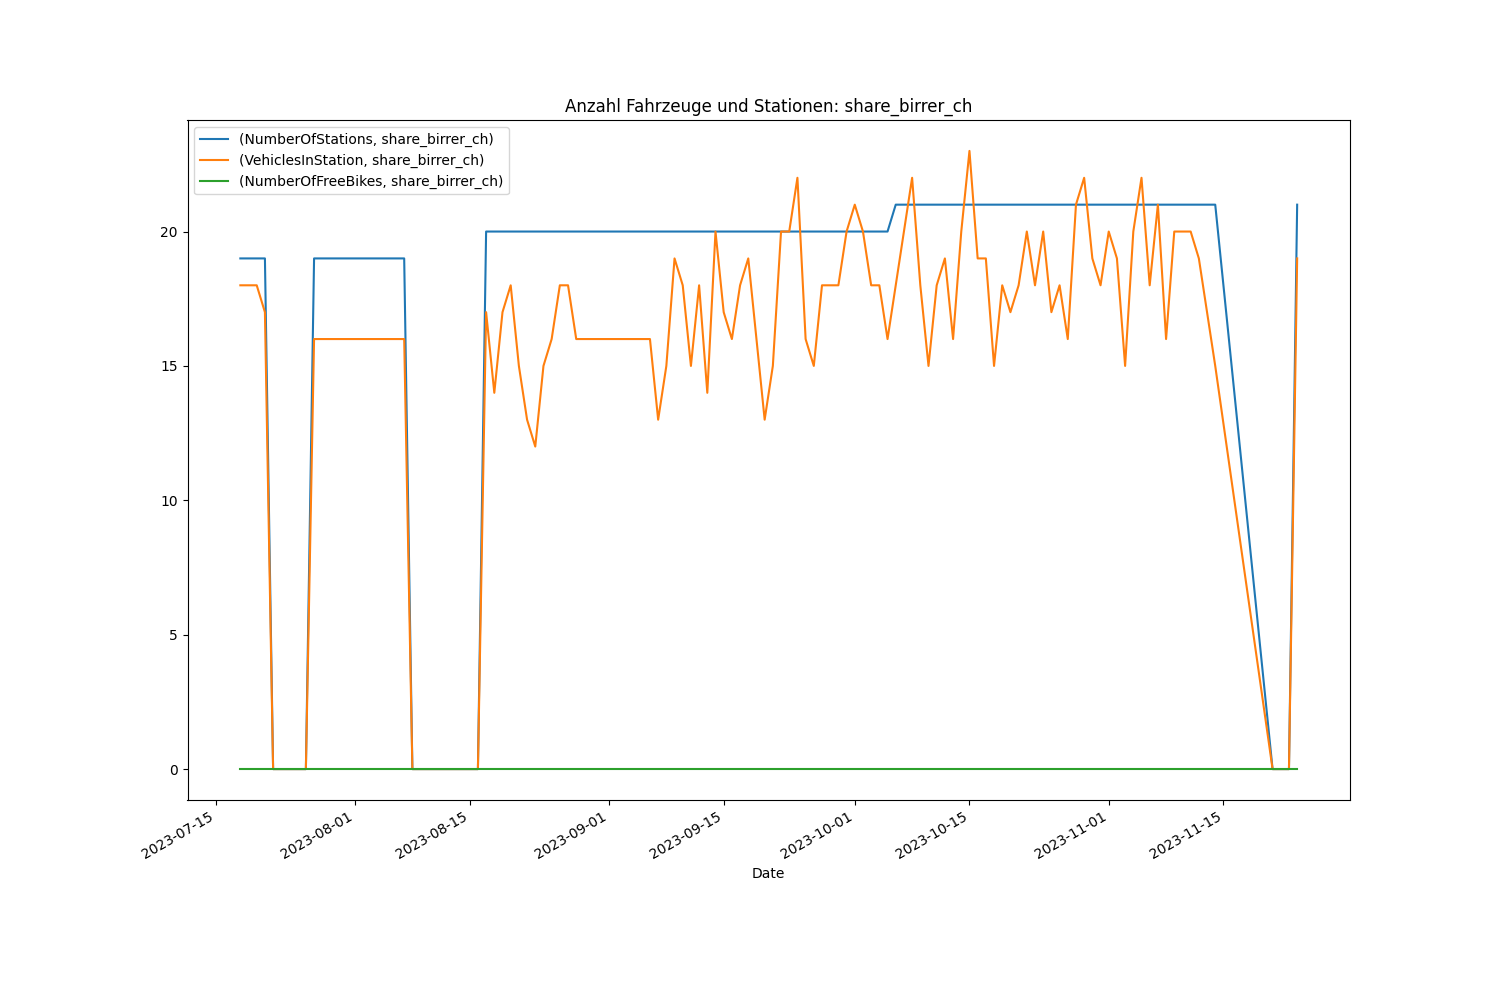 Anzahl Fahrzeuge und Stationen: share_birrer_ch
(NumberOfStations, share_birrer_ch)
(VehiclesInStation, share_birrer_ch)
(NumberOfFreeBikes, share_birrer_ch)
20
15
10
5
0
2023-07-15
2023-08-01
2023-08-15
2023-09-01
2023-09-15
2023-10-01
2023-10-15
2023-11-01
2023-11-15
Date